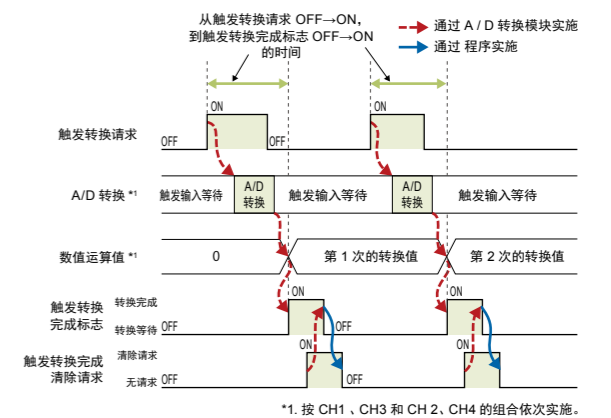 从触发转换请求 OFF→ON,
到触发转换完成标志 OFF→ON
的时间
通过 A / D 转换模块实施
通过 程序实施
触发转换请求
OFF
ON
OFF
ON
A/D 转换 *1
触发输入等待
A/D
转换
触发输入等待
A/D
转换
触发输入等待
数值运算值 *1
0
第 1 次的转换值
第 2 次的转换值
触发转换
完成标志
转换完成
转换等待
OFF
ON
OFF
ON
触发转换完成
清除请求
清除请求
无请求
OFF
ON
OFF
ON
*1. 按 CH1 、CH3 和 CH 2、CH4 的组合依次实施。